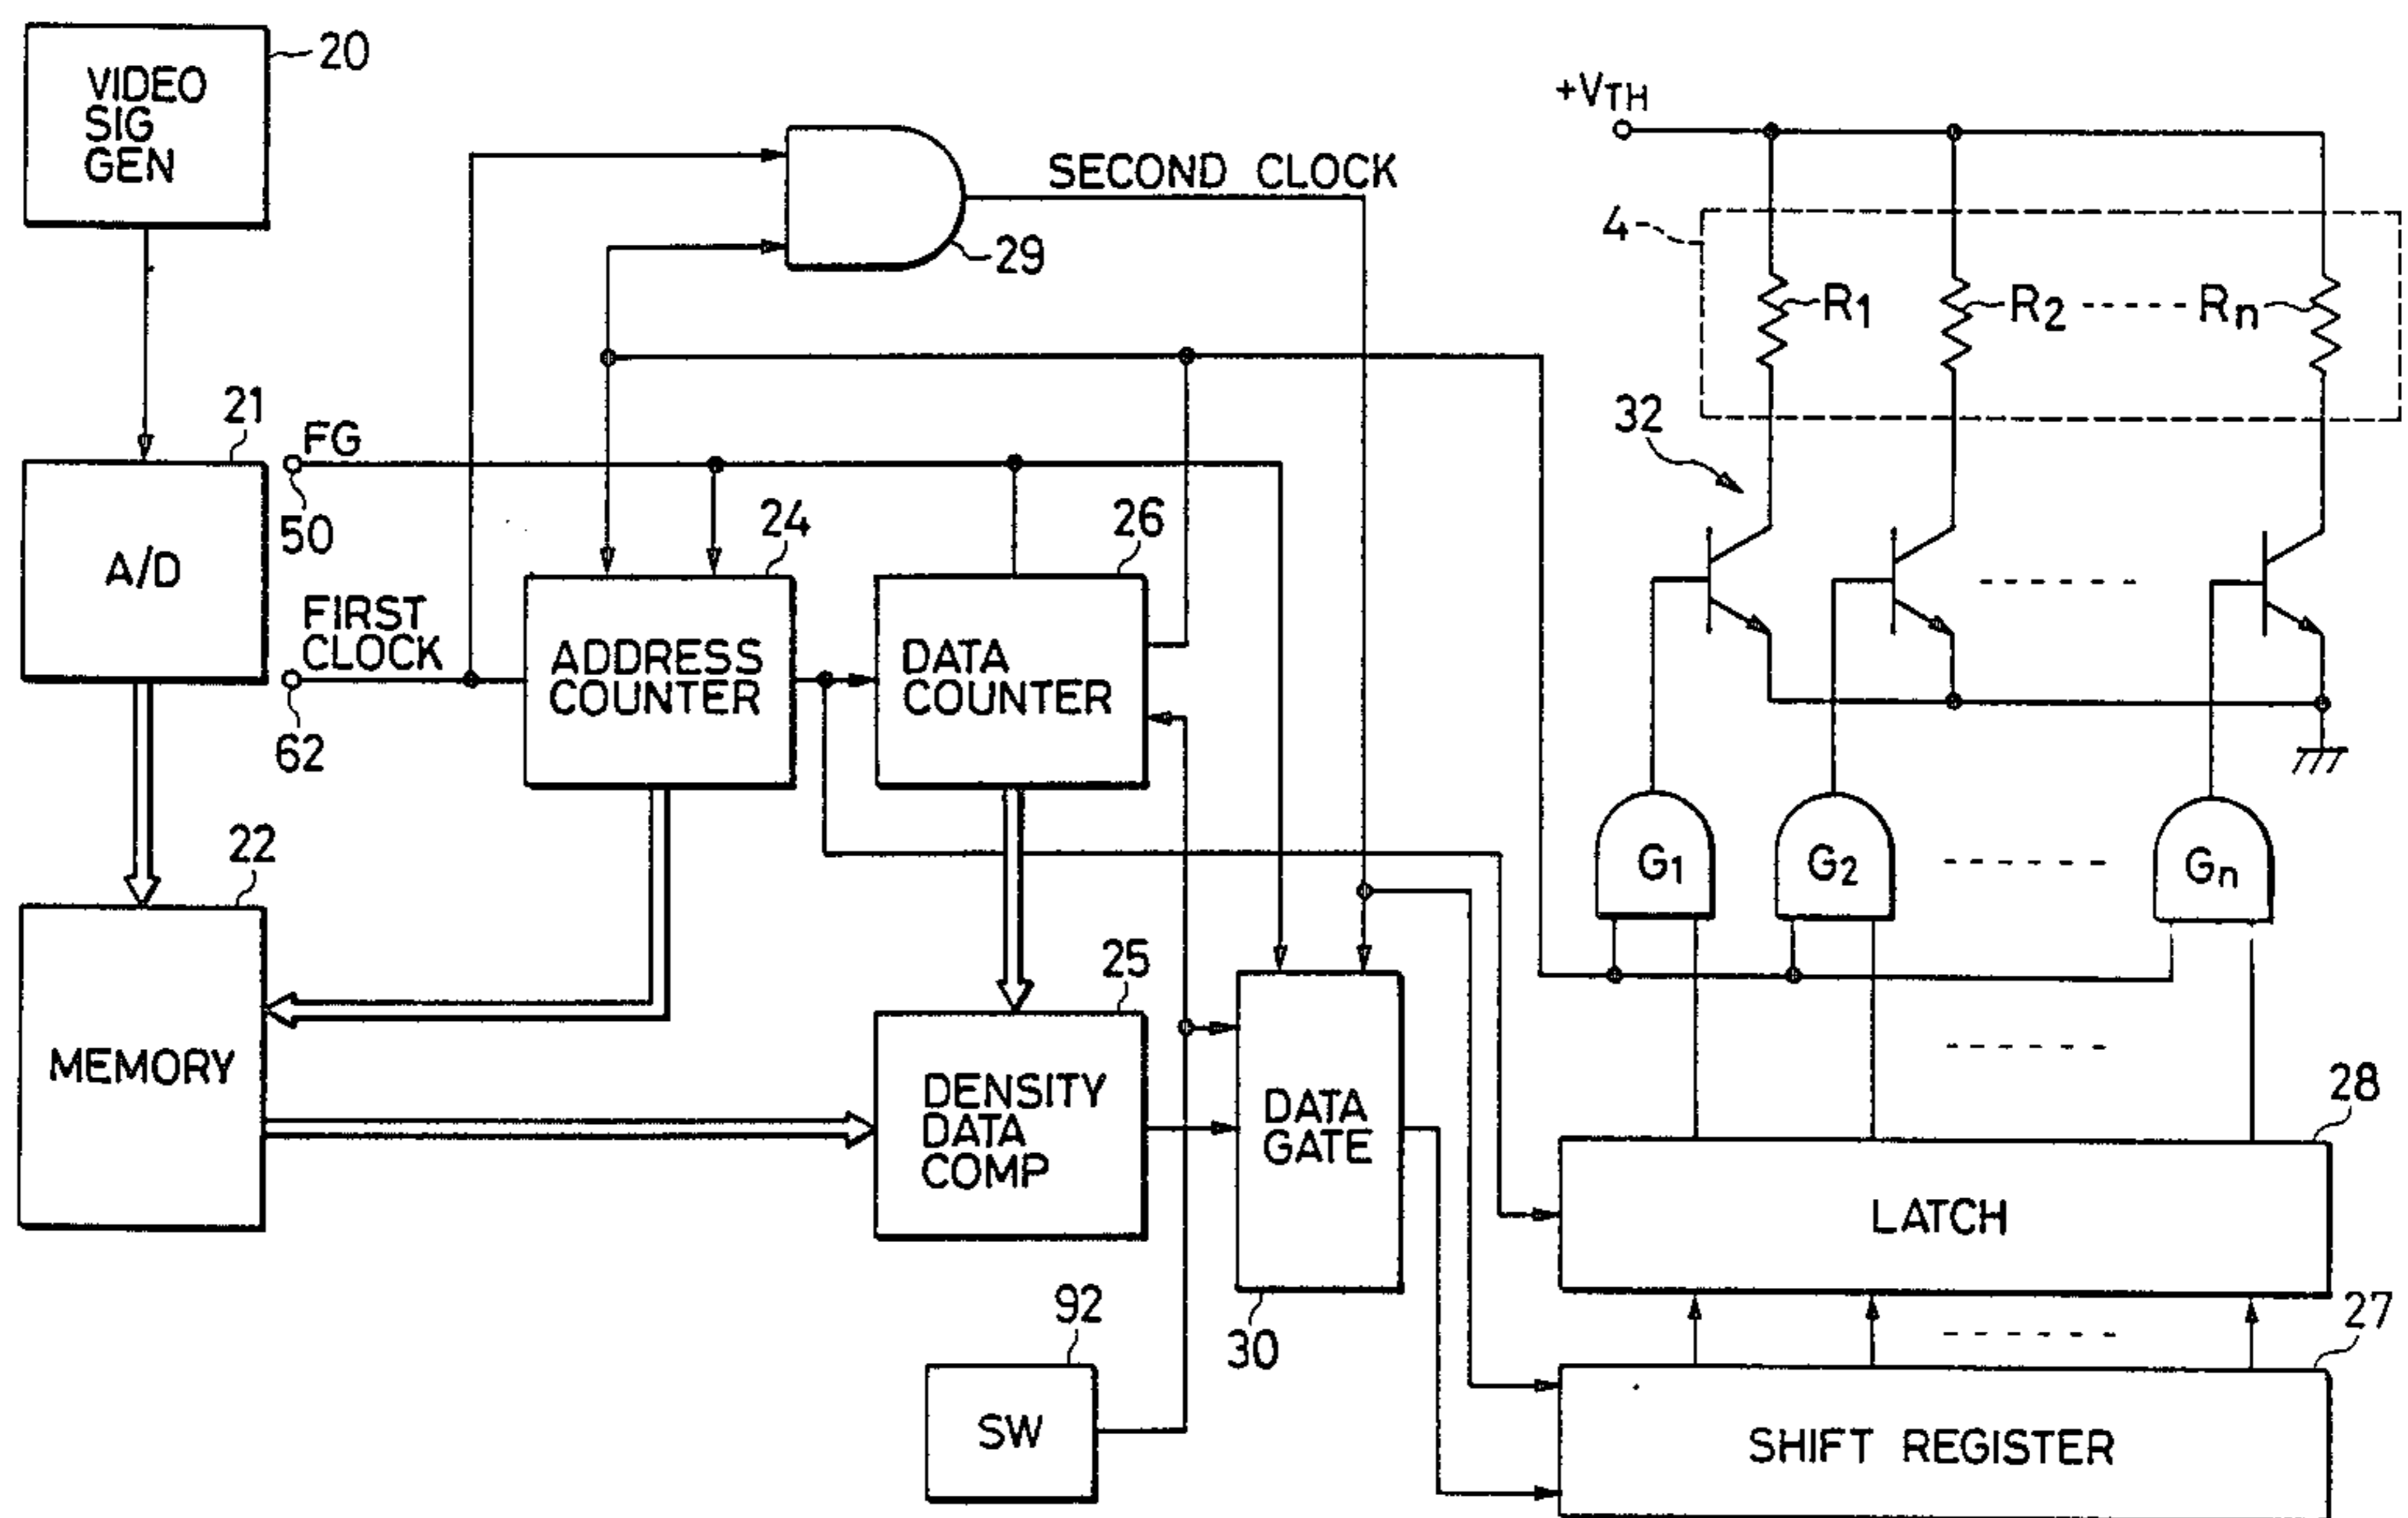 VIDEO
SIG
GEN
20
+VTH
SECOND CLOCK
29
4
R1
R2
Rn
21
FG
50
A/D
32
24
26
FIRST
CLOCK
62
ADDRESS
COUNTER
DATA
COUNTER
G1
G2
Gn
22
MEMORY
25
DENSITY
DATA
COMP
DATA
GATE
30
28
LATCH
92
SW
27
SHIFT REGISTER